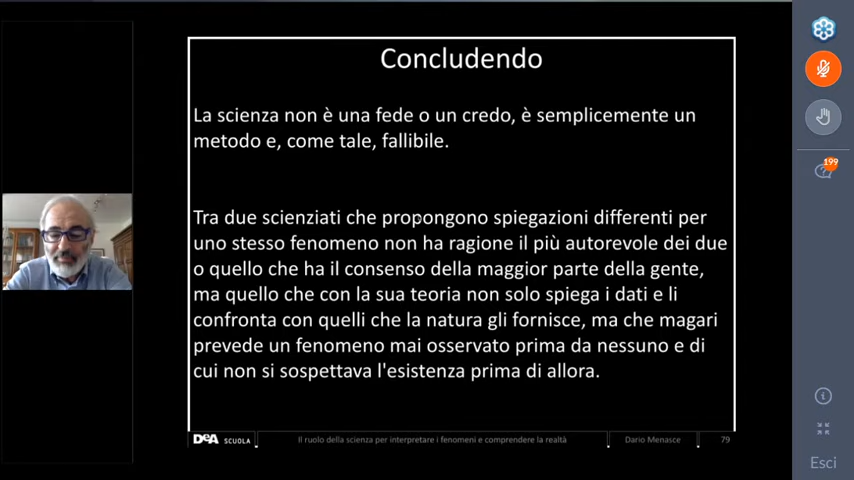 Concludendo
La scienza non è una fede o un credo, è semplicemente un
metodo e, come tale, fallibile.
Tra due scienziati che propongono spiegazioni differenti per
uno stesso fenomeno non ha ragione il più autorevole dei due
o quello che ha il consenso della maggior parte della gente,
ma quello che con la sua teoria non solo spiega i dati e li
confronta con quelli che la natura gli fornisce, ma che magari
prevede un fenomeno mai osservato prima da nessuno e di
cui non si sospettava l'esistenza prima di allora.
DeA SCUOLA Il ruolo della scienza per interpretare i fenomeni e comprendere la realtà Dario Menasce 79
199
Esci